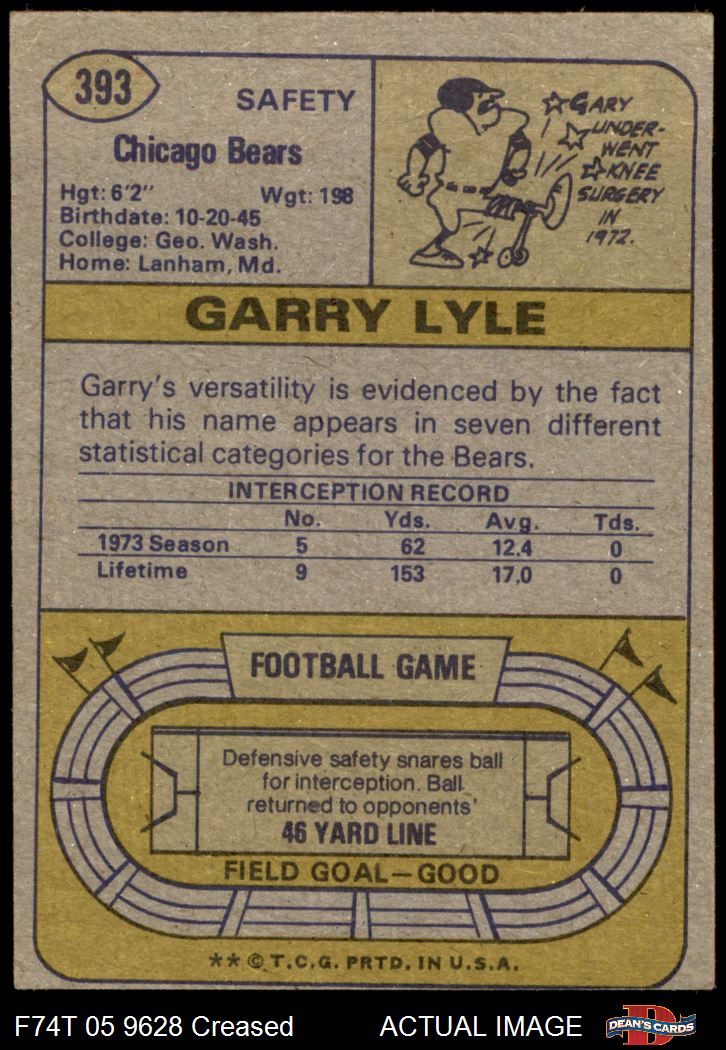 393
SAFETY
Chicago Bears
Hgt: 6'2" Wgt: 198
Birthdate: 10-20-45
College: Geo. Wash.
Home: Lanham, Md.
GARY
UNDER-
WENT
KNEE
SURGERY
IN
1972.
GARRY LYLE
Garry's versatility is evidenced by the fact
that his name appears in seven different
statistical categories for the Bears.
INTERCEPTION RECORD
No. Yds. Avg. Tds.
1973 Season 5 62 12.4 0
Lifetime 9 153 17.0 0
FOOTBALL GAME
Defensive safety snares ball
for interception. Ball
returned to opponents'
46 YARD LINE
FIELD GOAL—GOOD
** © T.C.G. PRTD. IN U.S.A.
F74T 05 9628 Creased ACTUAL IMAGE
D
DEAN'S CARDS